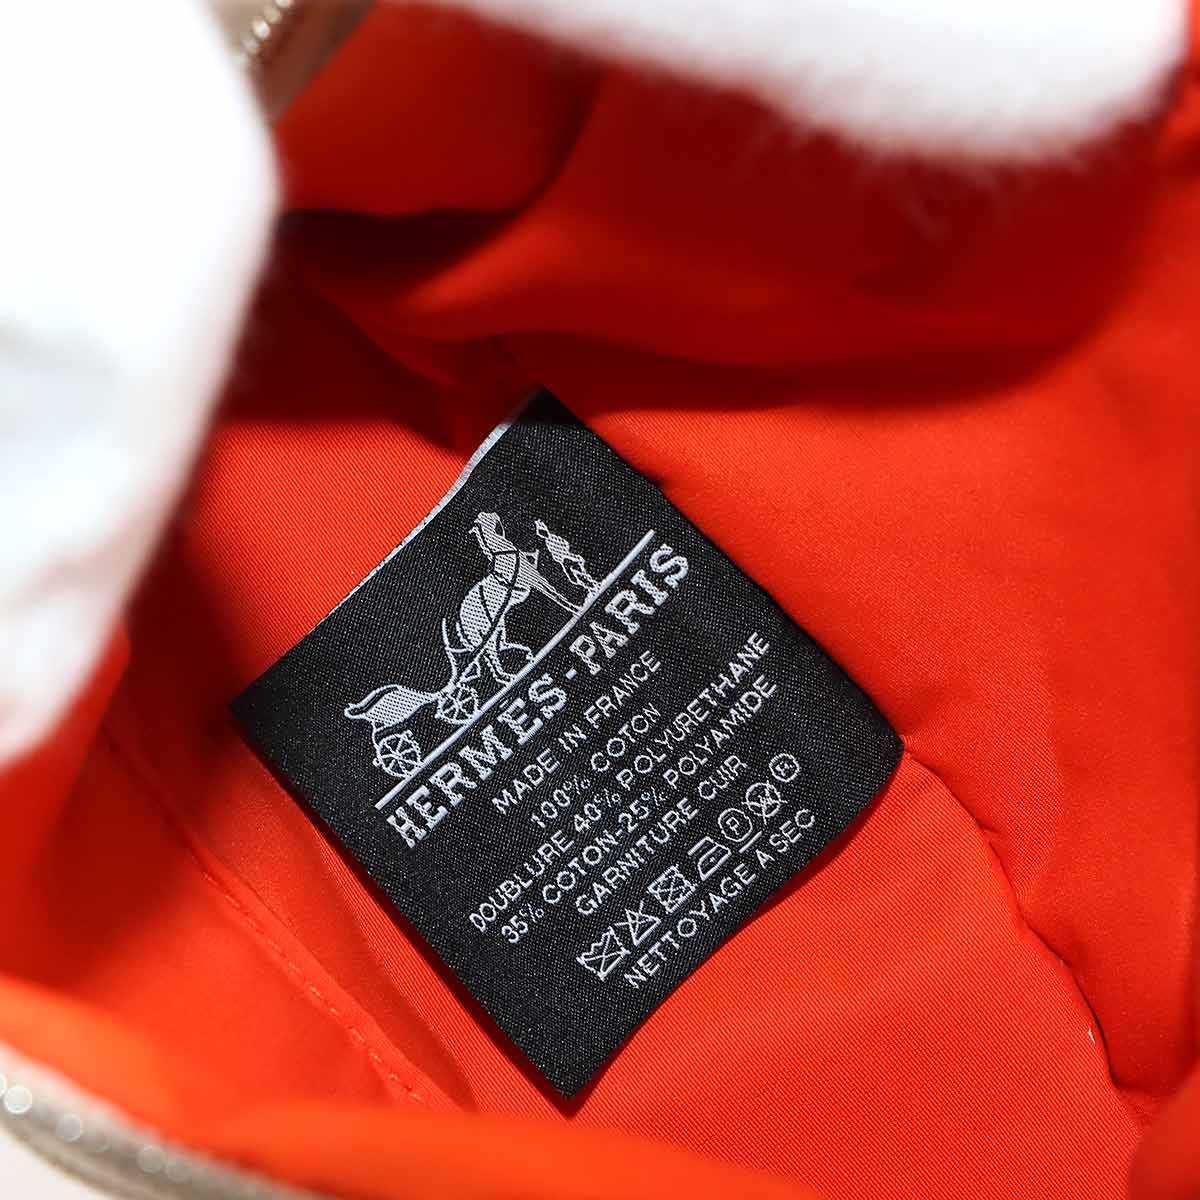 HERMES-PARIS
MADE IN FRANCE
100% COTON
DOUBLURE 40% POLYURETHANE
35% COTON-25% POLYAMIDE
GARNITURE CUIR
NETTOYAGE A SEC